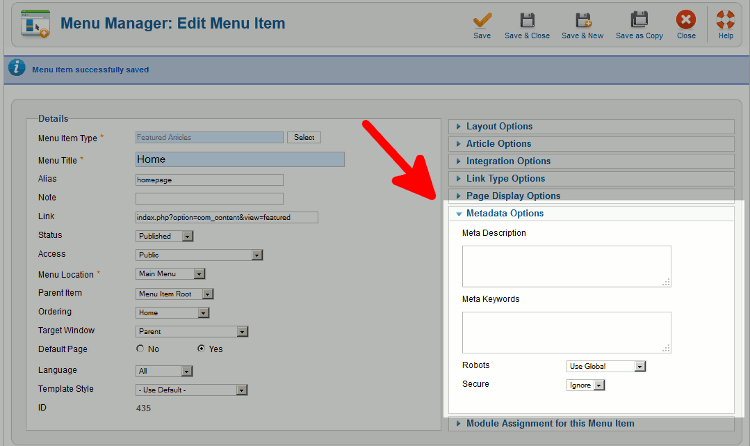 Menu Manager: Edit Menu Item
Save
Save & Close
Save & New
Save as Copy
Close
Help
Menu item successfully saved
Details
Menu Item Type *
Featured Articles
Select
Menu Title *
Home
Alias
homepage
Note
Link
index.php?option=com_content&view=featured
Status
Published
Access
Public
Menu Location *
Main Menu
Parent Item
Menu Item Root
Ordering
Home
Target Window
Parent
Default Page
No
Yes
Language
All
Template Style
- Use Default -
ID
435
Layout Options
Article Options
Integration Options
Link Type Options
Page Display Options
Metadata Options
Meta Description
Meta Keywords
Robots
Use Global
Secure
Ignore
Module Assignment for this Menu Item